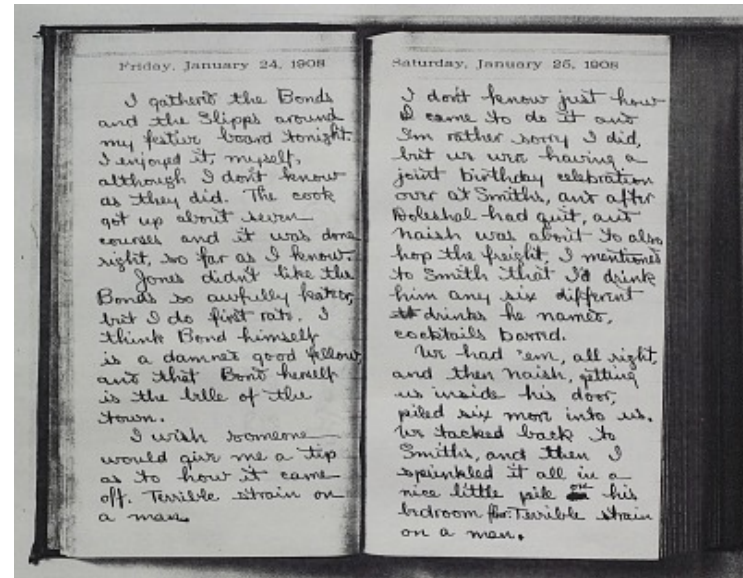 Friday, January 24, 1908
I gathered the Bonds
and the Slipps around
my festive board tonight.
I enjoyed it, myself,
although I don't know
as they did. The cook
got up about seven
courses and it was done
right, so far as I know.
Jones didn't like the
Bonds so awfully
but I do first rate. I
think Bond himself
is a damned good fellow
and that Bond herself
is the belle of the
town.
I wish someone
would give me a tip
as to how it came
off. Terrible strain on
a man.
Saturday, January 25, 1908
I don't know just how
I came to do it and
I'm rather sorry I did,
but we were having a
joint birthday celebration
over at Smiths, and after
Doleshal had quit, and
Naish was about to also
hop the freight, I mentioned
to Smith that I'd drink
him any six different
drinks he named,
cocktails barred.
We had 'em, all right,
and then Naish, getting
us inside his door,
piled six more into us.
We tacked back to
Smiths, and then I
sprinkled it all in a
nice little pile on his
bedroom floor. Terrible strain
on a man.